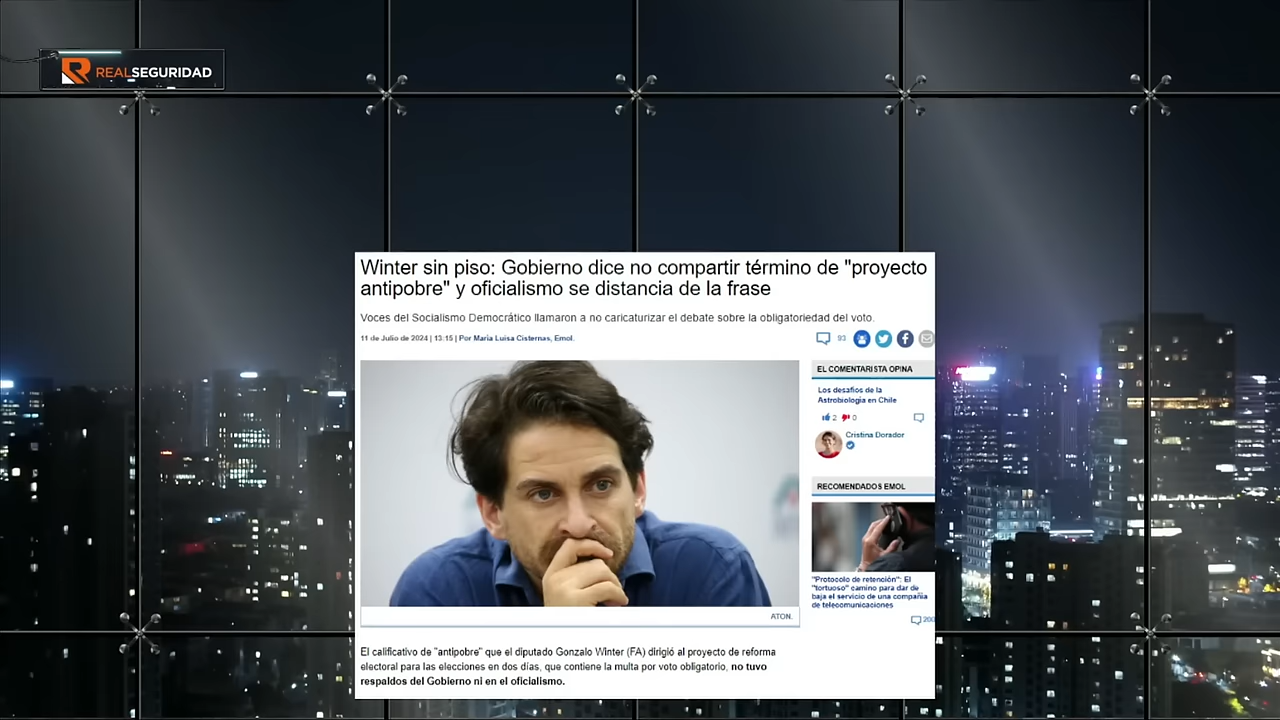 REALSEGURIDAD
Winter sin piso: Gobierno dice no compartir término de "proyecto
antipobre" y oficialismo se distancia de la frase
Voces del Socialismo Democrático llamaron a no caricaturizar el debate sobre la obligatoriedad del voto.
11 de Julio de 2024 | 13:15 | Por María Luisa Cisternas, Emol.
93
EL COMENTARISTA OPINA
Los desafíos de la
Astrobiología en Chile
2 0
Cristina Dorador
RECOMENDADOS EMOL
"Protocolo de retención": El
"tortuoso" camino para dar de
baja el servicio de una compañía
de telecomunicaciones
ATON.
El calificativo de "antipobre" que el diputado Gonzalo Winter (FA) dirigió al proyecto de reforma
electoral para las elecciones en dos días, que contiene la multa por voto obligatorio, no tuvo
respaldos del Gobierno ni en el oficialismo.